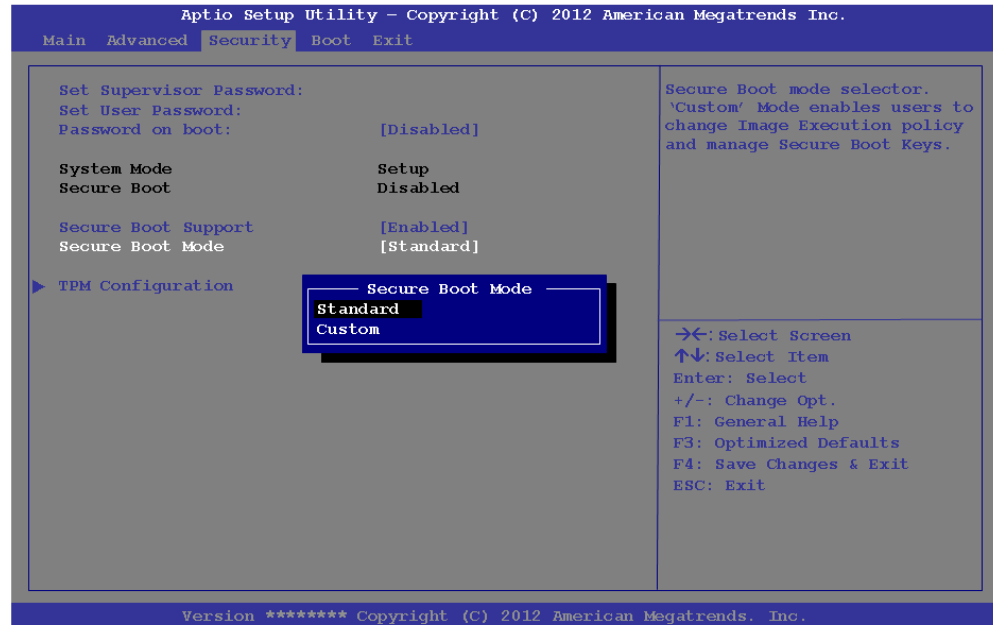 Aptio Setup Utility – Copyright (C) 2012 American Megatrends Inc.
Main Advanced Security Boot Exit
Set Supervisor Password:
Set User Password:
Password on boot: [Disabled]
System Mode Setup
Secure Boot Disabled
Secure Boot Support [Enabled]
Secure Boot Mode [Standard]
TPM Configuration
Secure Boot Mode
Standard
Custom
Secure Boot mode selector.
'Custom' Mode enables users to
change Image Execution policy
and manage Secure Boot Keys.
→←:Select Screen
↑↓:Select Item
Enter: Select
+/-: Change Opt.
F1: General Help
F3: Optimized Defaults
F4: Save Changes & Exit
ESC: Exit
Version ******** Copyright (C) 2012 American Megatrends. Inc.